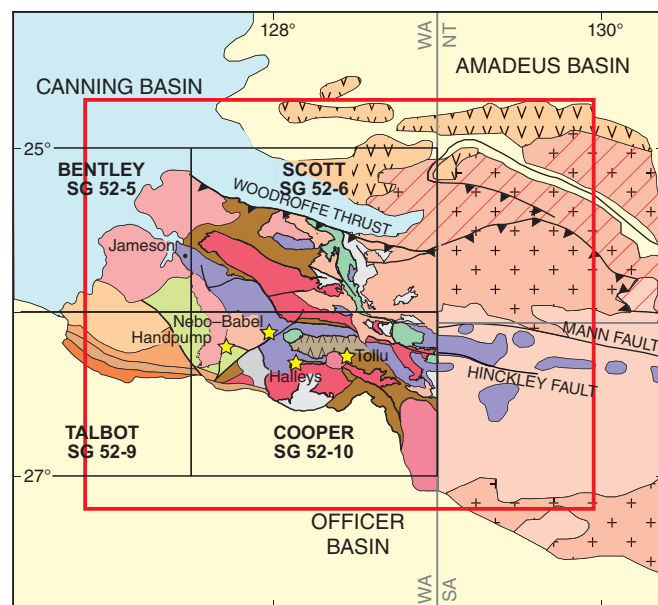 128°
130°
WA
NT
CANNING BASIN
AMADEUS BASIN
25°
BENTLEY
SG 52-5
SCOTT
SG 52-6
WOODROFFE THRUST
Jameson
Nebo–Babel
Handpump
Halleys
Tollu
MANN FAULT
HINCKLEY FAULT
TALBOT
SG 52-9
COOPER
SG 52-10
27°
OFFICER
BASIN
WA
SA